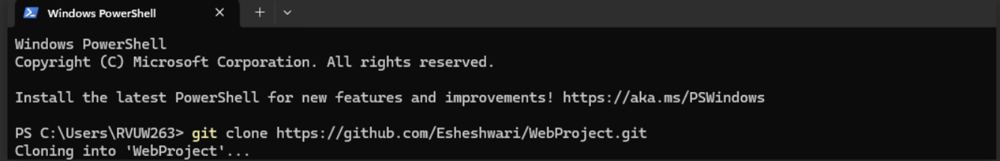 Windows PowerShell
Windows PowerShell
Copyright (C) Microsoft Corporation. All rights reserved.
Install the latest PowerShell for new features and improvements! https://aka.ms/PSWindows
PS C:\Users\RVUW263> git clone https://github.com/Esheshwari/WebProject.git
Cloning into 'WebProject'...